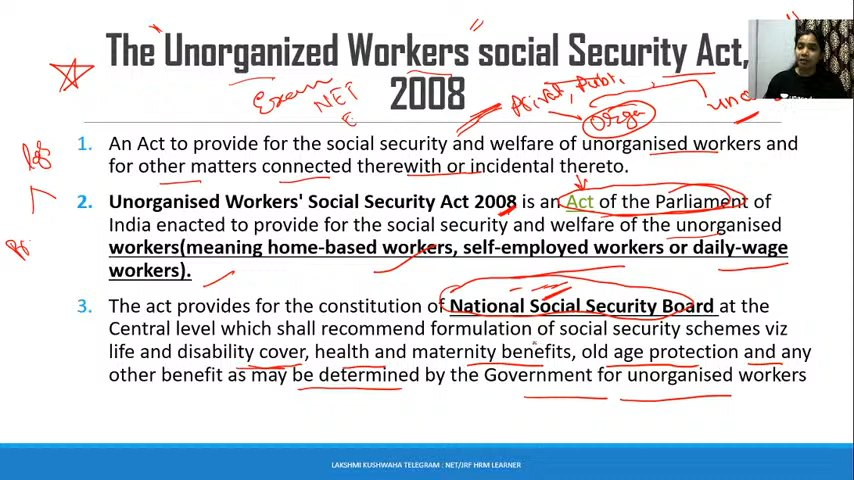 The Unorganized Workers social Security Act,
2008
Exam NET
Privat, Publ.
Orga
uno
1. An Act to provide for the social security and welfare of unorganised workers and
for other matters connected therewith or incidental thereto.
2. Unorganised Workers' Social Security Act 2008 is an Act of the Parliament of
India enacted to provide for the social security and welfare of the unorganised
workers(meaning home-based workers, self-employed workers or daily-wage
workers).
3. The act provides for the constitution of National Social Security Board at the
Central level which shall recommend formulation of social security schemes viz
life and disability cover, health and maternity benefits, old age protection and any
other benefit as may be determined by the Government for unorganised workers
LAKSHMI KUSHWAHA TELEGRAM : NET/JRF HRM LEARNER